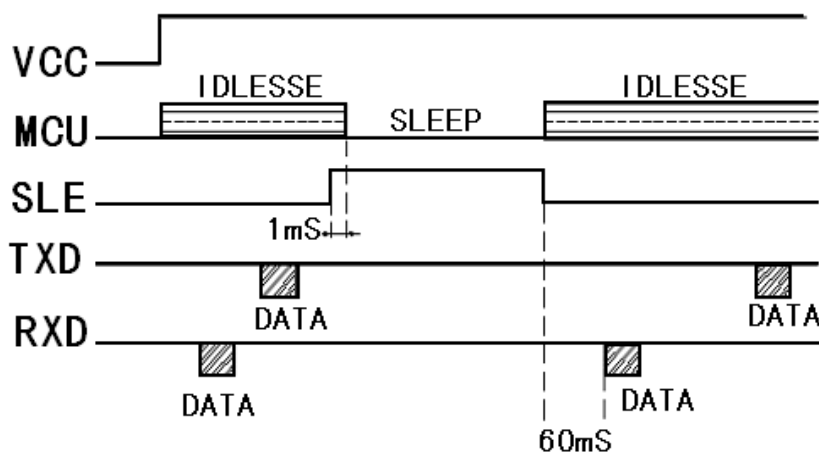 VCC
IDLESSE
IDLESSE
MCU
SLEEP
SLE
1mS
TXD
DATA
DATA
RXD
DATA
DATA
60mS